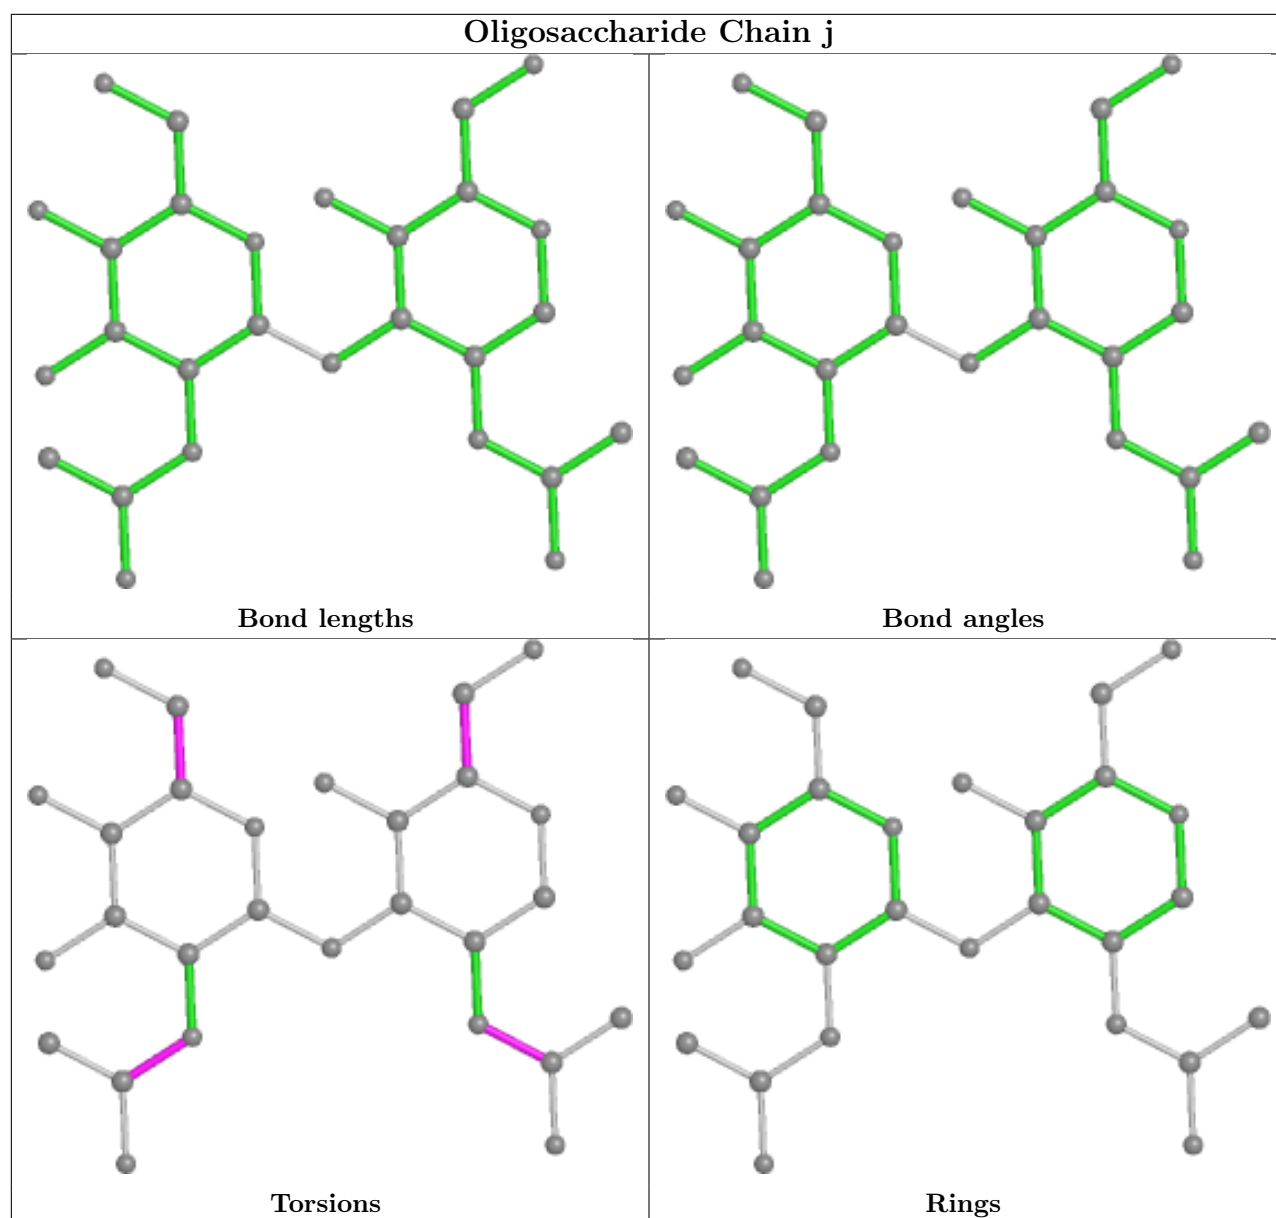 Oligosaccharide Chain j
Bond lengths
Bond angles
Torsions
Rings